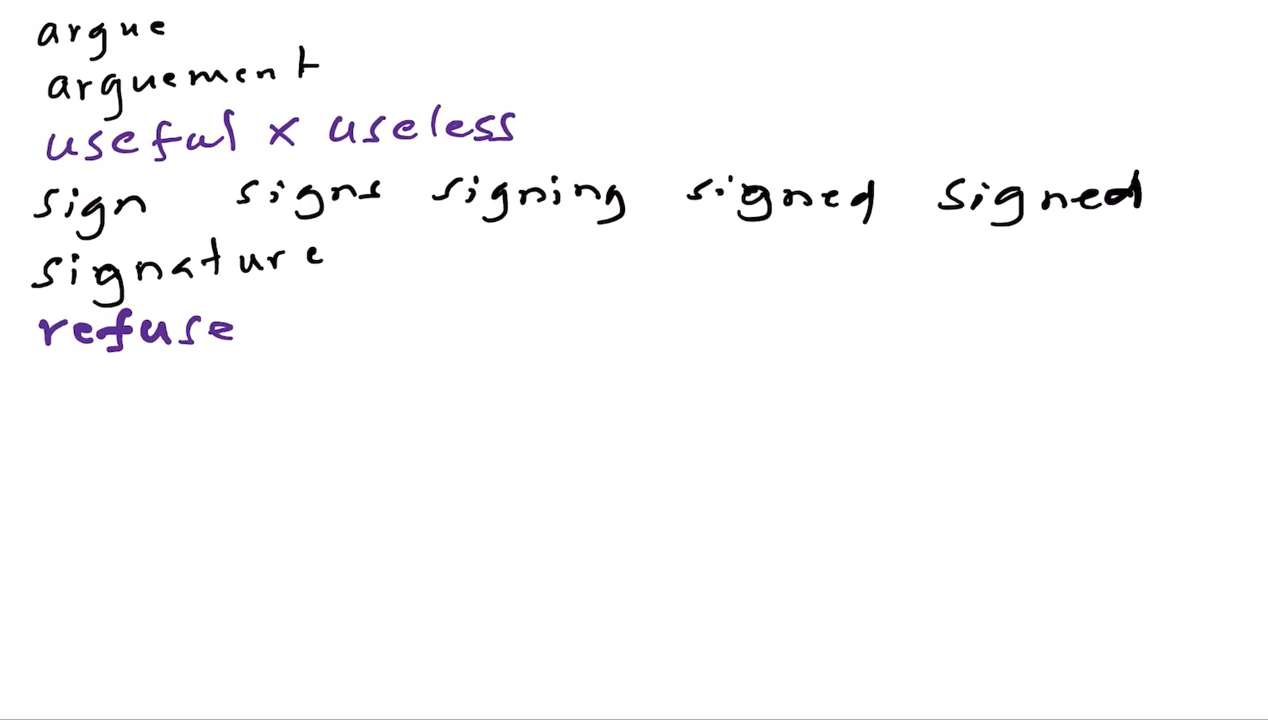 argue
arguement
useful x useless
sign signs signing signed signed
signature
refuse